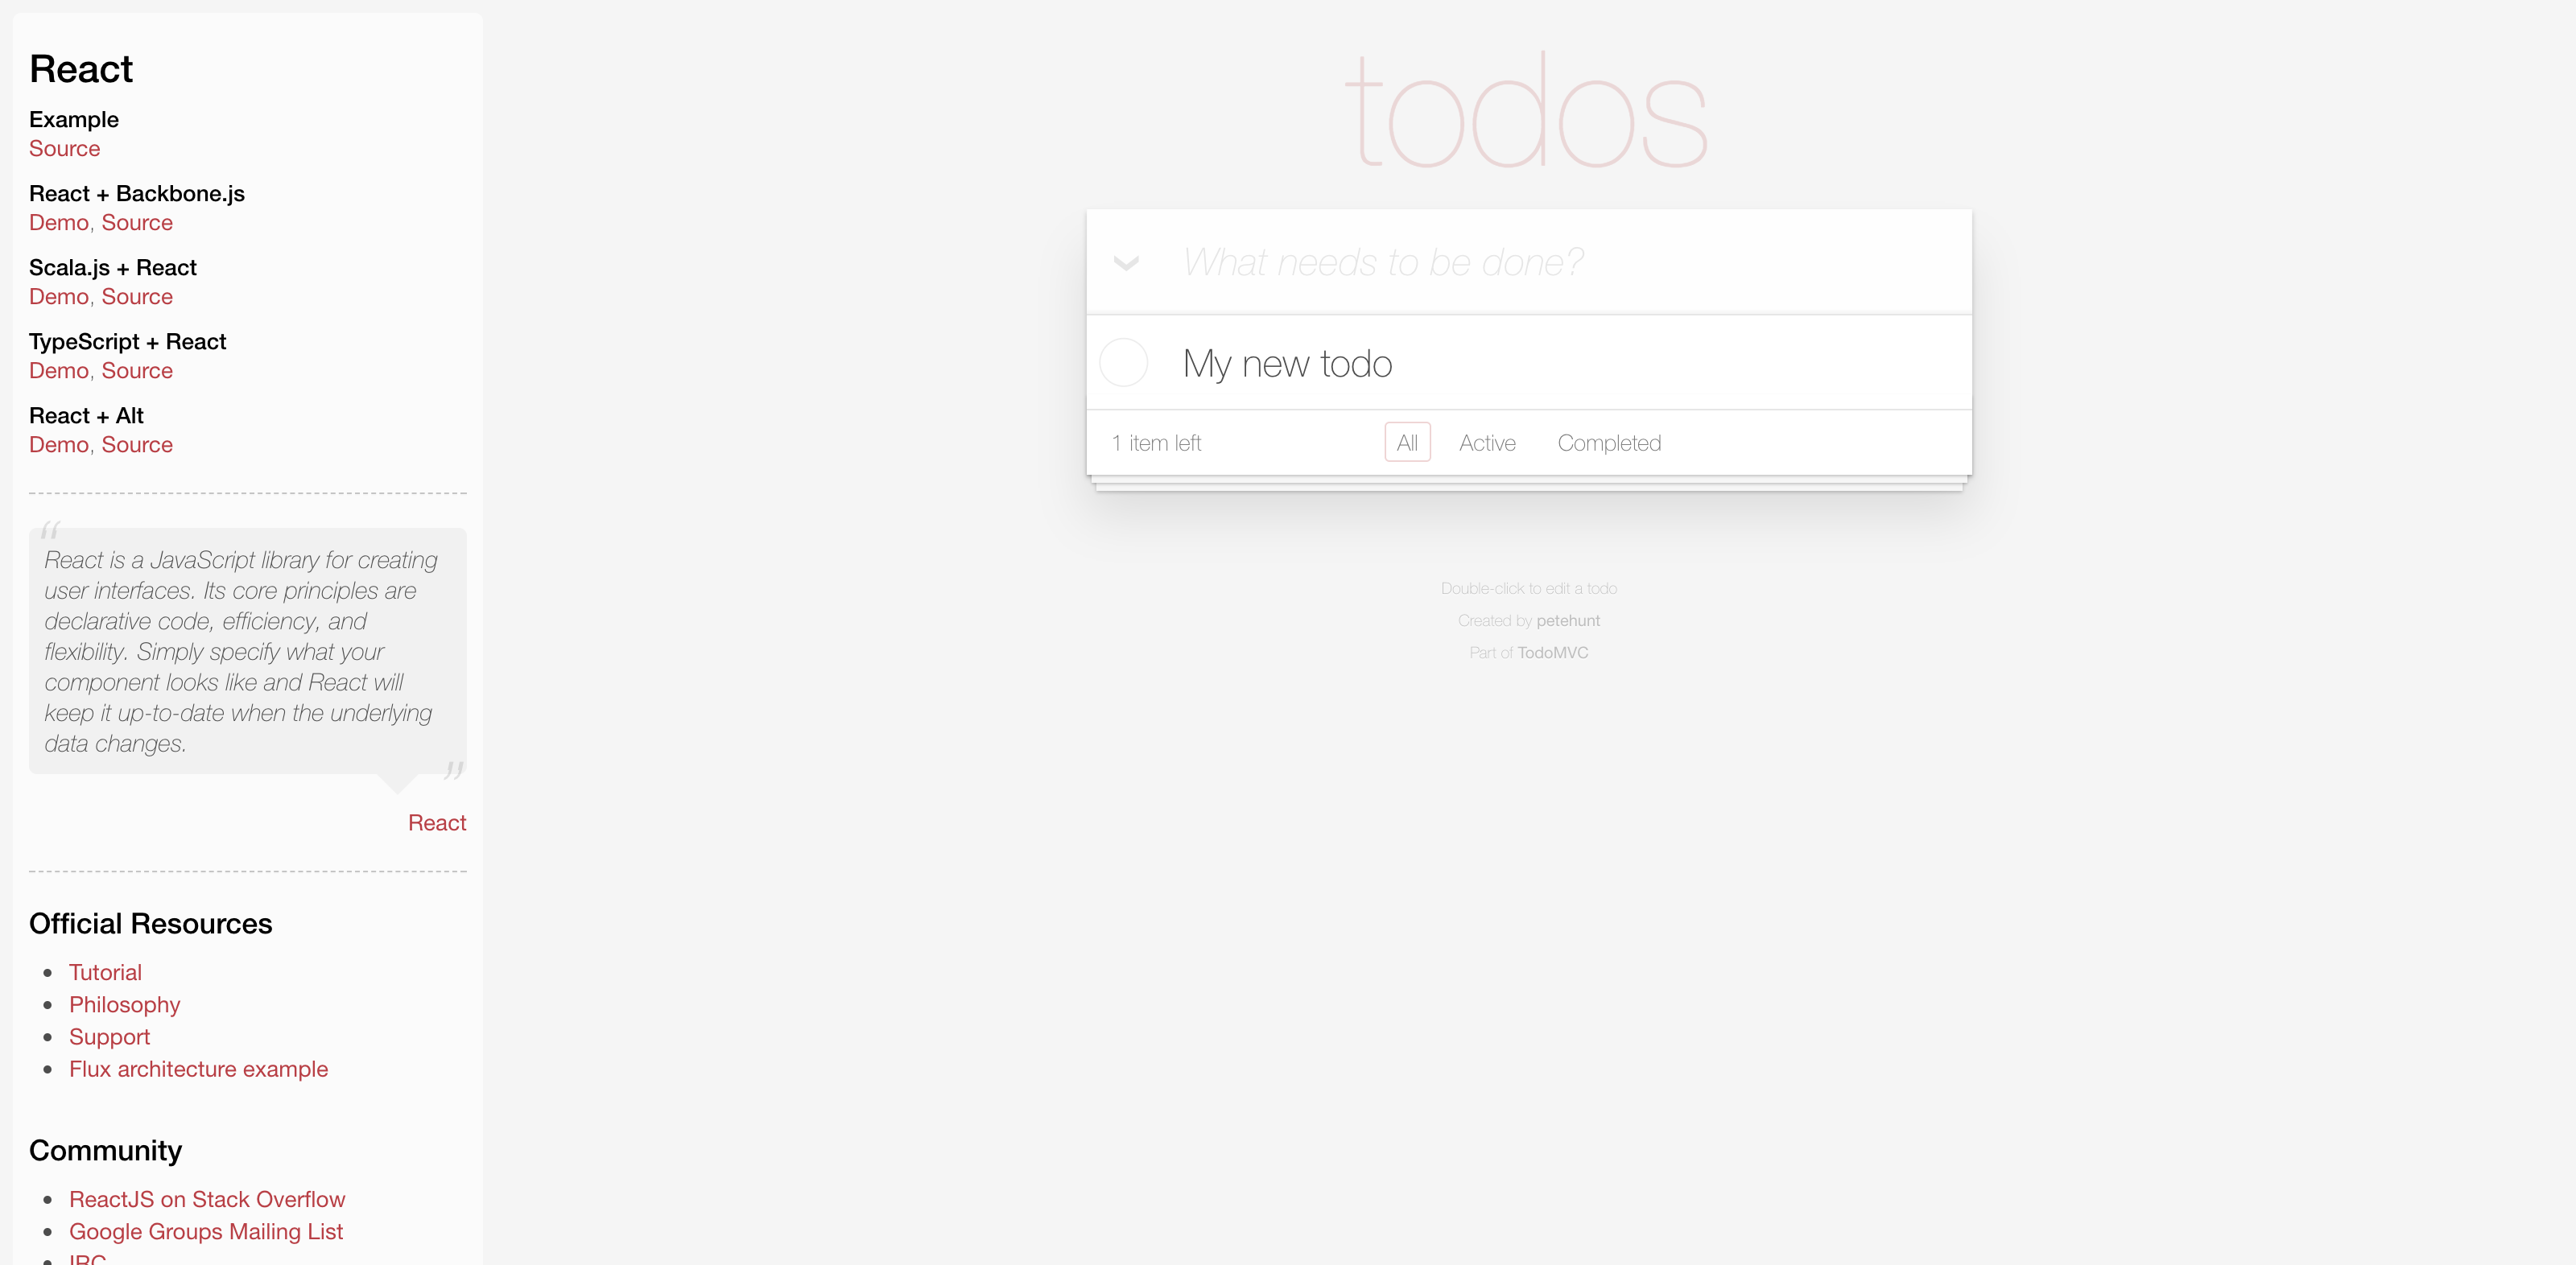 React
Example
Source
React + Backbone.js
Demo, Source
Scala.js + React
Demo, Source
TypeScript + React
Demo, Source
React + Alt
Demo, Source
“
React is a JavaScript library for creating
user interfaces. Its core principles are
declarative code, efficiency, and
flexibility. Simply specify what your
component looks like and React will
keep it up-to-date when the underlying
data changes.
”
React
Official Resources
Tutorial
Philosophy
Support
Flux architecture example
Community
ReactJS on Stack Overflow
Google Groups Mailing List
IRC
todos
What needs to be done?
My new todo
1 item left
All Active Completed
Double-click to edit a todo
Created by petehunt
Part of TodoMVC